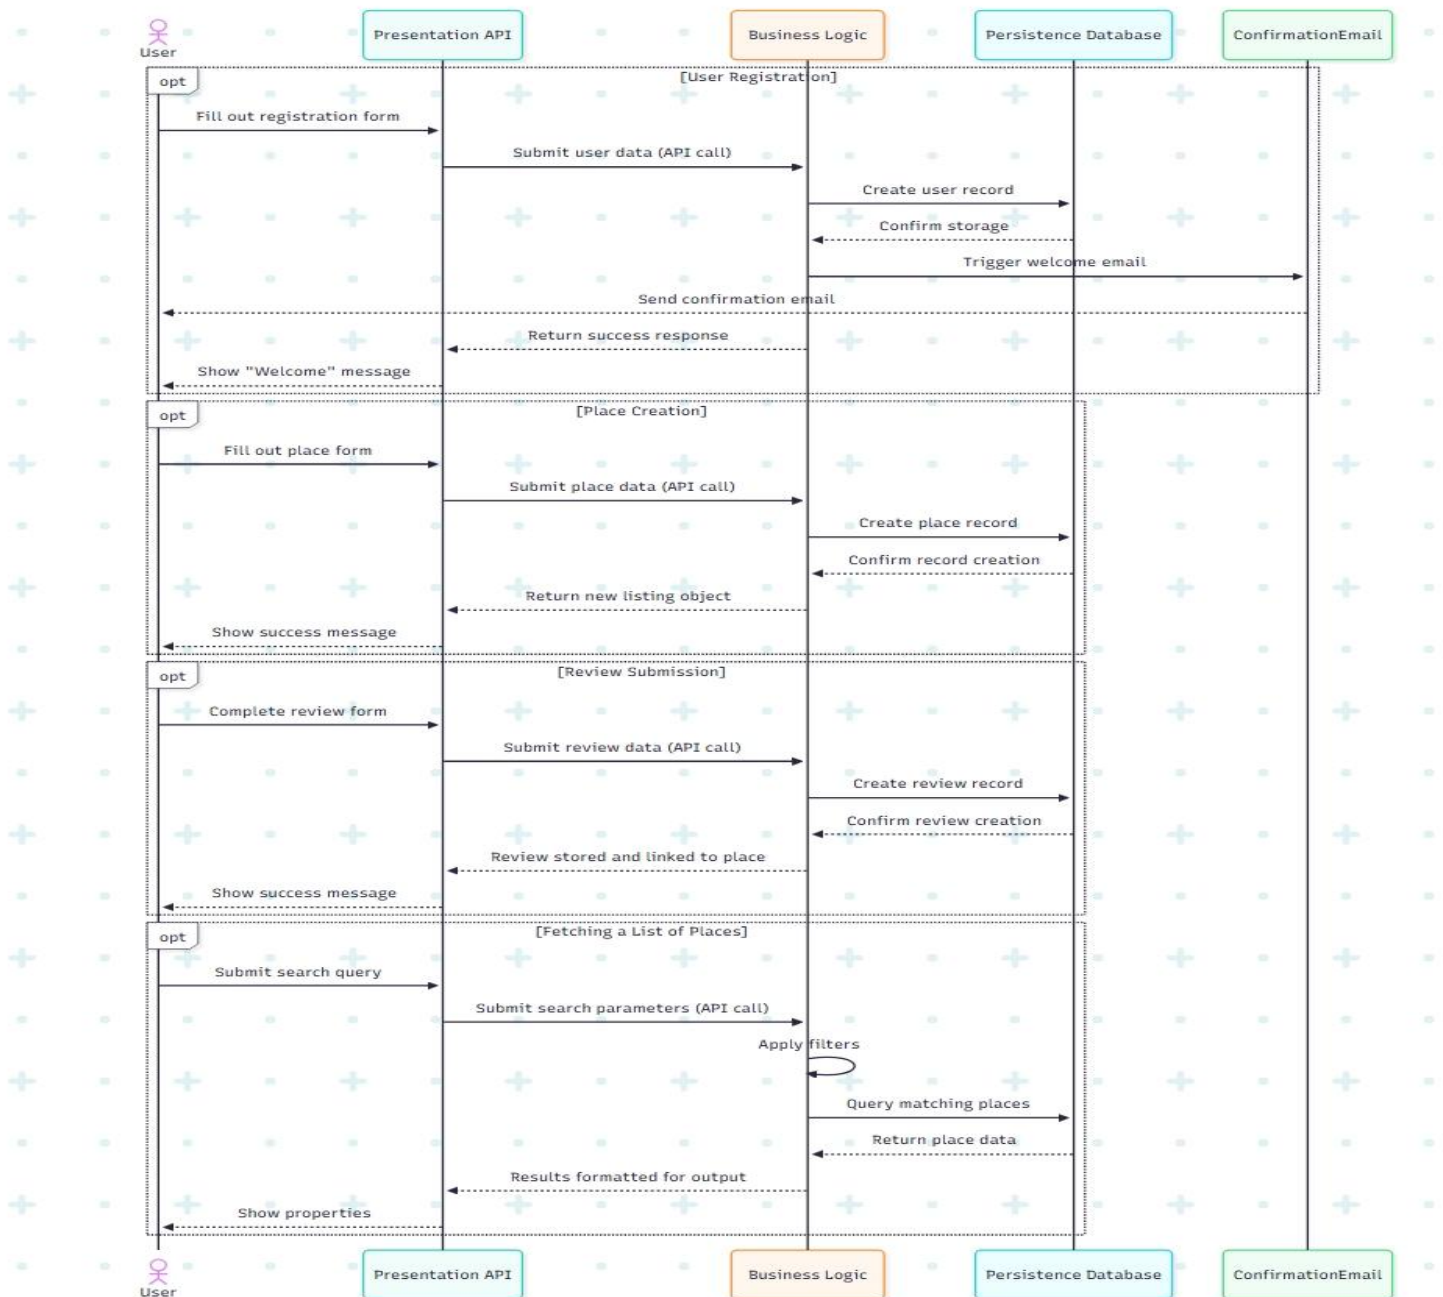 User
Presentation API
Business Logic
Persistence Database
ConfirmationEmail
opt
[User Registration]
Fill out registration form
Submit user data (API call)
Create user record
Confirm storage
Trigger welcome email
Send confirmation email
Return success response
Show "Welcome" message
opt
[Place Creation]
Fill out place form
Submit place data (API call)
Create place record
Confirm record creation
Return new listing object
Show success message
opt
[Review Submission]
Complete review form
Submit review data (API call)
Create review record
Confirm review creation
Review stored and linked to place
Show success message
opt
[Fetching a List of Places]
Submit search query
Submit search parameters (API call)
Apply filters
Query matching places
Return place data
Results formatted for output
Show properties
User
Presentation API
Business Logic
Persistence Database
ConfirmationEmail